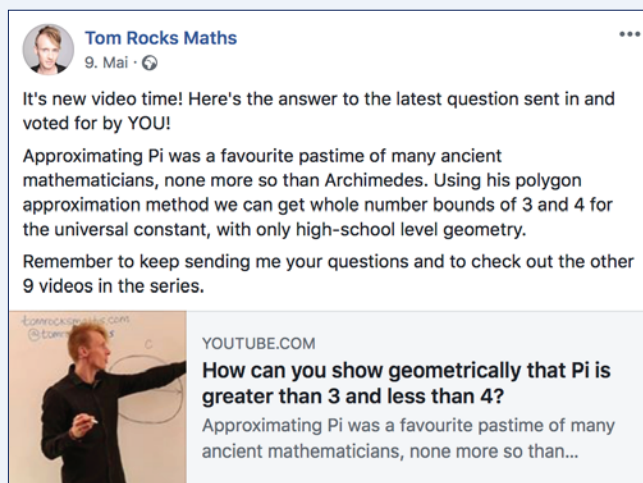 Tom Rocks Maths
9. Mai ·
It's new video time! Here's the answer to the latest question sent in and
voted for by YOU!
Approximating Pi was a favourite pastime of many ancient
mathematicians, none more so than Archimedes. Using his polygon
approximation method we can get whole number bounds of 3 and 4 for
the universal constant, with only high-school level geometry.
Remember to keep sending me your questions and to check out the other
9 videos in the series.
tomrocksmaths.com
@tomr
C
YOUTUBE.COM
How can you show geometrically that Pi is
greater than 3 and less than 4?
Approximating Pi was a favourite pastime of many
ancient mathematicians, none more so than...